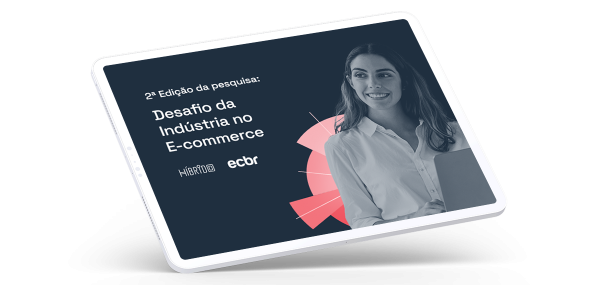 2ª Edição da pesquisa:
Desafio da
Indústria no
E-commerce
HÍBRIDO ecbr